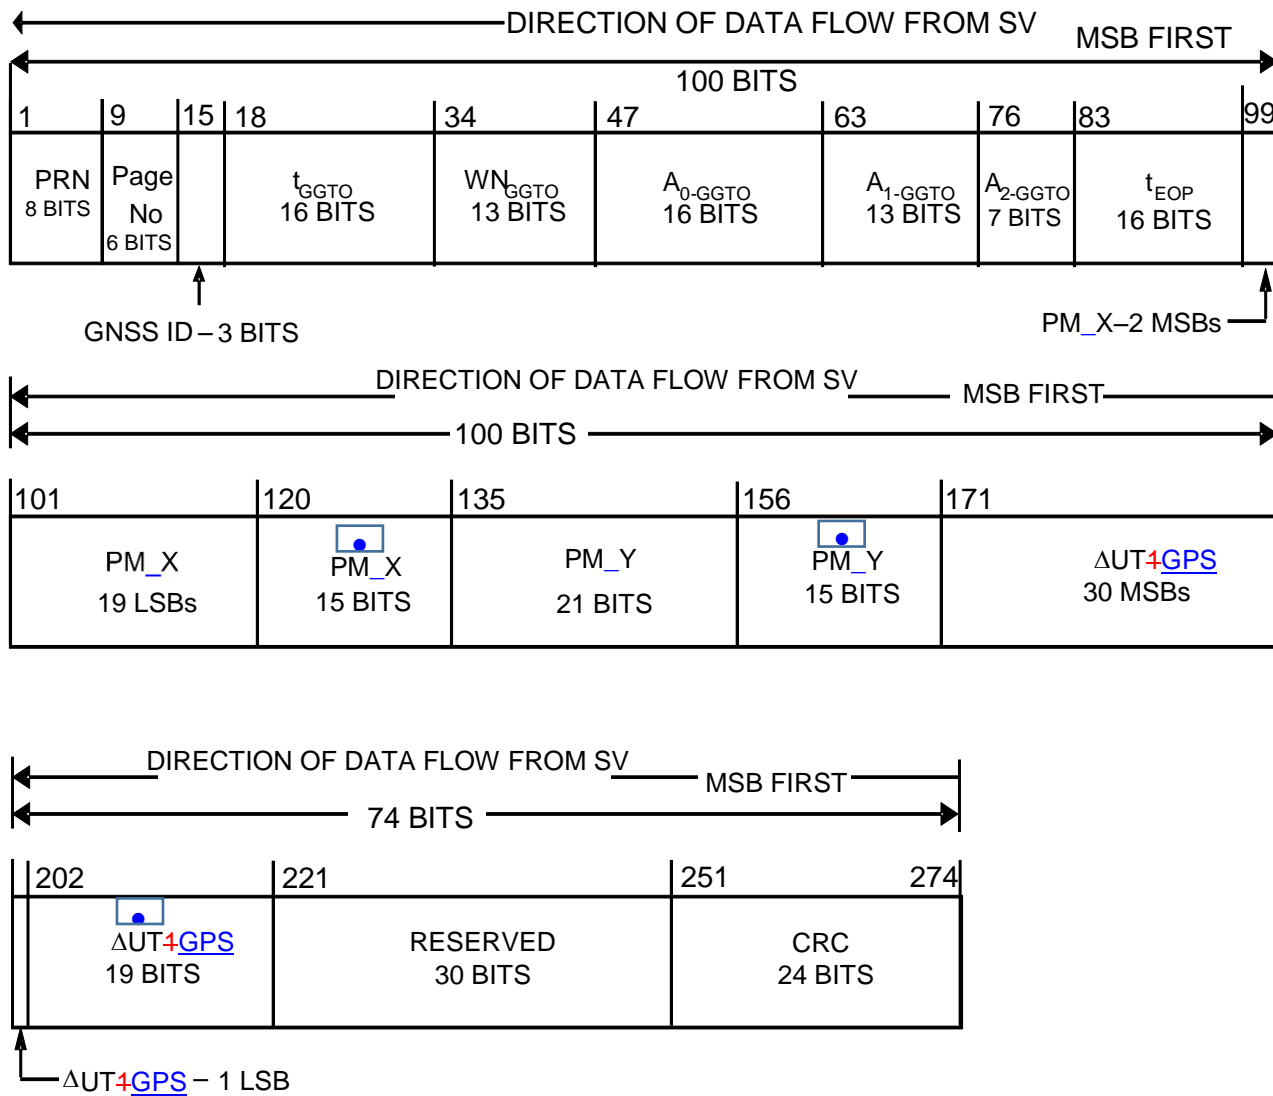 DIRECTION OF DATA FLOW FROM SV
MSB FIRST
100 BITS
1 9 15 18 34 47 63 76 83 99
PRN
8 BITS
Page
No
6 BITS
tGGTO
16 BITS
WNGGTO
13 BITS
A0-GGTO
16 BITS
A1-GGTO
13 BITS
A2-GGTO
7 BITS
tEOP
16 BITS
GNSS ID – 3 BITS
PM_X–2 MSBs
DIRECTION OF DATA FLOW FROM SV
MSB FIRST
100 BITS
101 120 135 156 171
PM_X
19 LSBs
•
PM_X
15 BITS
PM_Y
21 BITS
•
PM_Y
15 BITS
ΔUT1GPS
30 MSBs
DIRECTION OF DATA FLOW FROM SV
MSB FIRST
74 BITS
202 221 251 274
•
ΔUT1GPS
19 BITS
RESERVED
30 BITS
CRC
24 BITS
ΔUT1GPS – 1 LSB